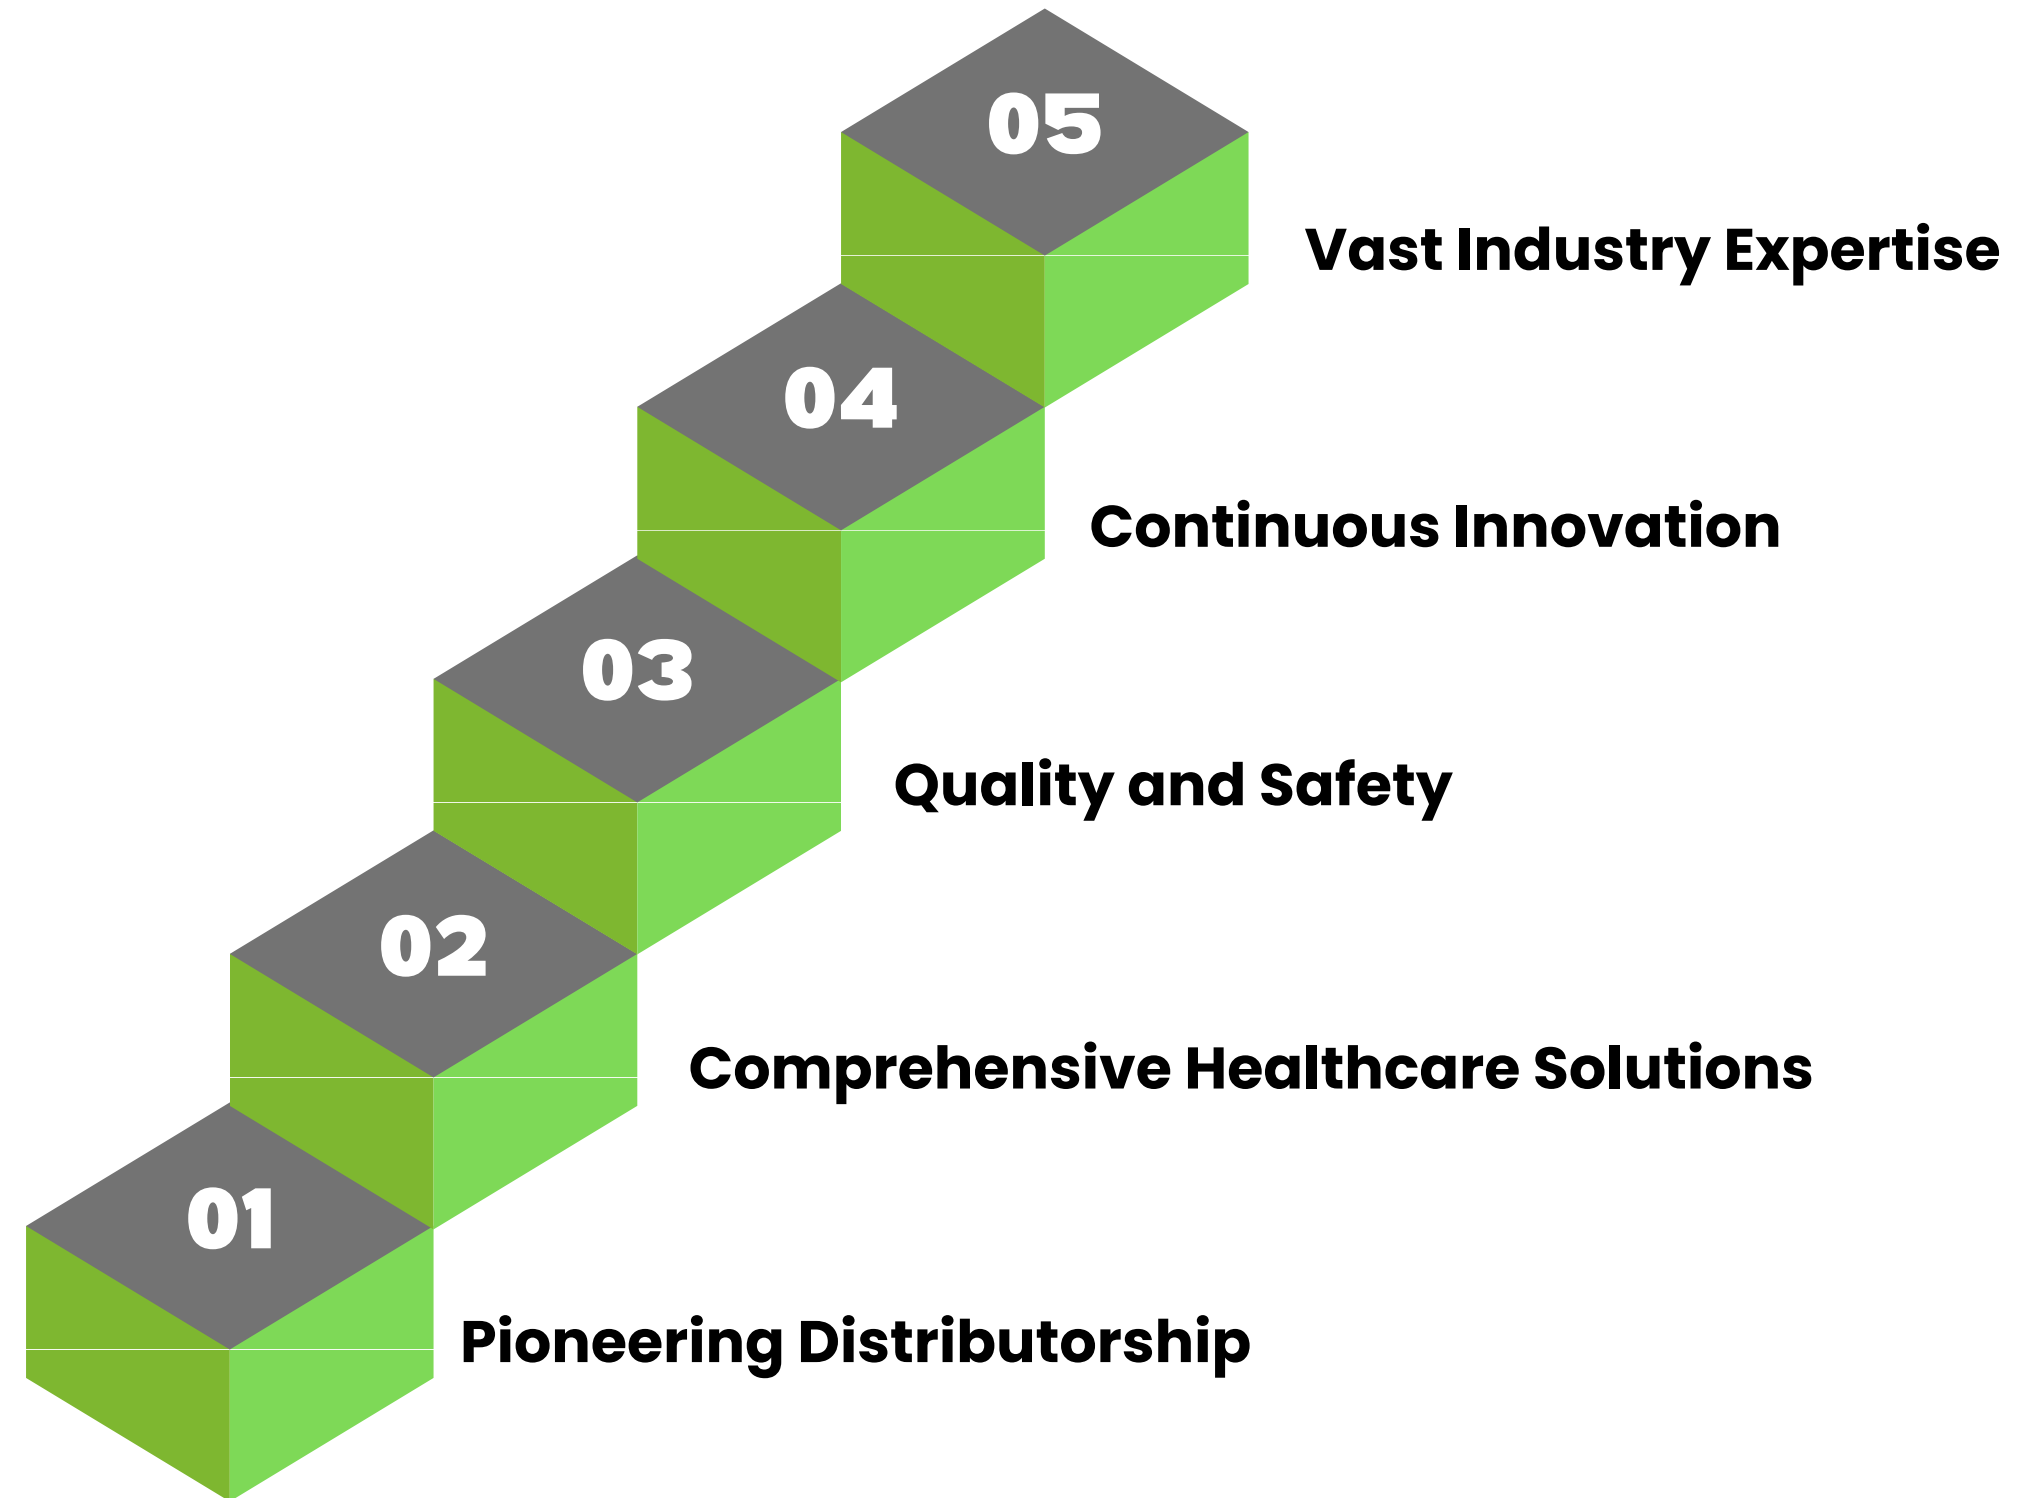 05
Vast Industry Expertise
04
Continuous Innovation
03
Quality and Safety
02
Comprehensive Healthcare Solutions
01
Pioneering Distributorship